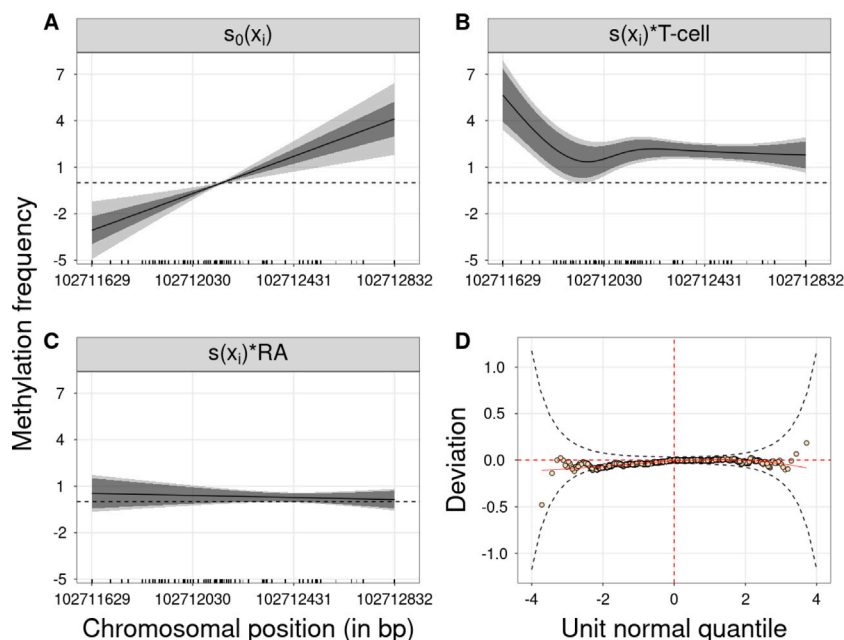 A
s₀(xᵢ)
7
4
1
-2
-5
102711629 102712030 102712431 102712832
B
s(xᵢ)*T-cell
7
4
1
-2
-5
102711629 102712030 102712431 102712832
Methylation frequency
C
s(xᵢ)*RA
7
4
1
-2
-5
102711629 102712030 102712431 102712832
Chromosomal position (in bp)
D
Deviation
1.0
0.5
0.0
-0.5
-1.0
-4 -2 0 2 4
Unit normal quantile